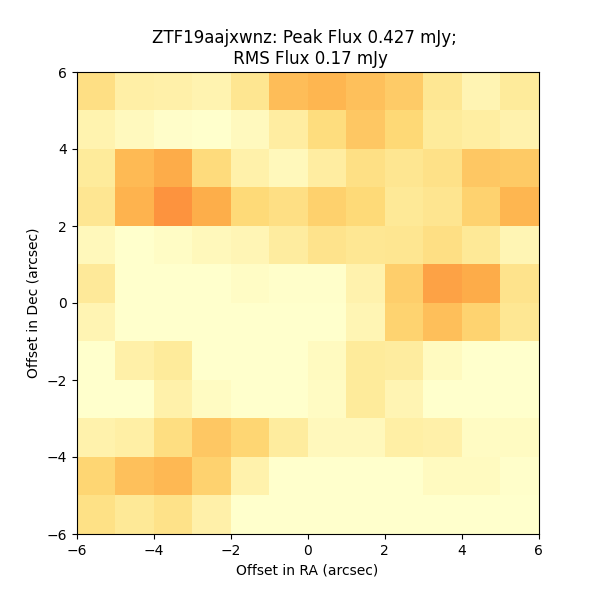 ZTF19aajxwnz: Peak Flux 0.427 mJy;
RMS Flux 0.17 mJy
6
4
2
0
−2
−4
−6
Offset in Dec (arcsec)
−6 −4 −2 0 2 4 6
Offset in RA (arcsec)